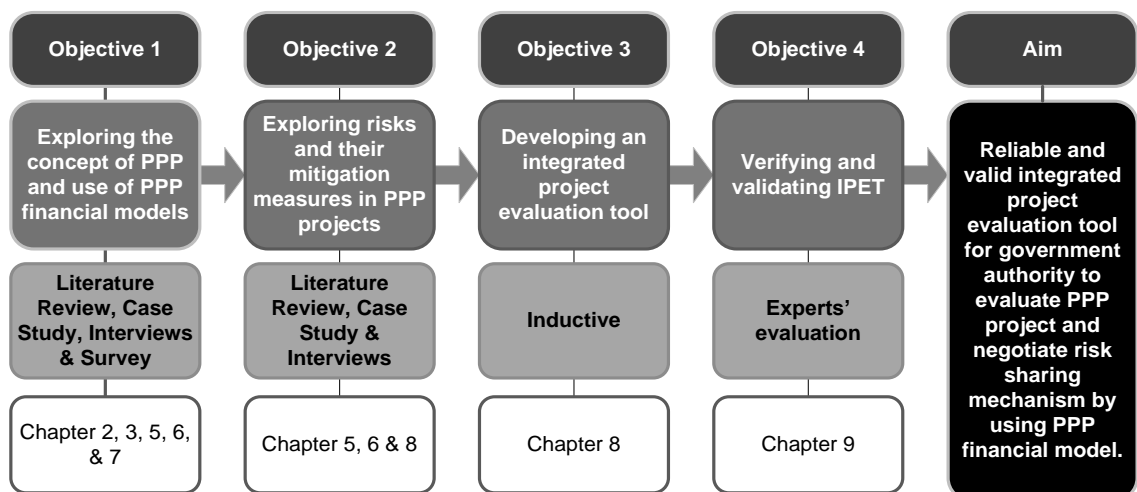 Objective 1
Objective 2
Objective 3
Objective 4
Aim
Exploring the
concept of PPP
and use of PPP
financial models
Exploring risks
and their
mitigation
measures in PPP
projects
Developing an
integrated
project
evaluation tool
Verifying and
validating IPET
Reliable and
valid integrated
project
evaluation tool
for government
authority to
evaluate PPP
project and
negotiate risk
sharing
mechanism by
using PPP
financial model.
Literature
Review, Case
Study, Interviews
& Survey
Literature
Review, Case
Study &
Interviews
Inductive
Experts'
evaluation
Chapter 2, 3, 5, 6,
& 7
Chapter 5, 6 & 8
Chapter 8
Chapter 9